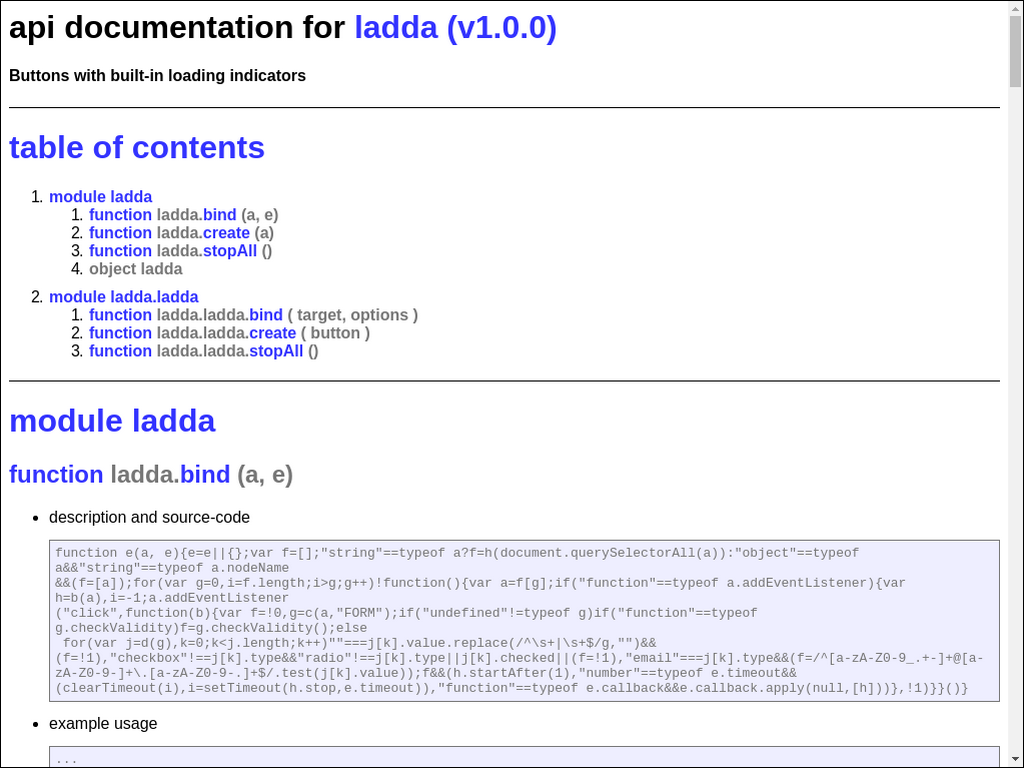 api documentation for ladda (v1.0.0)
Buttons with built-in loading indicators
table of contents
1. module ladda
1. function ladda.bind (a, e)
2. function ladda.create (a)
3. function ladda.stopAll ()
4. object ladda
2. module ladda.ladda
1. function ladda.ladda.bind ( target, options )
2. function ladda.ladda.create ( button )
3. function ladda.ladda.stopAll ()
module ladda
function ladda.bind (a, e)
• description and source-code
function e(a, e){e=e||{};var f=[];"string"==typeof a?f=h(document.querySelectorAll(a)):"object"==typeof
a&&"string"==typeof a.nodeName
&&(f=[a]);for(var g=0,i=f.length;i>g;g++)!function(){var a=f[g];if("function"==typeof a.addEventListener){var
h=b(a),i=-1;a.addEventListener
("click",function(b){var f=!0,g=c(a,"FORM");if("undefined"!=typeof g)if("function"==typeof
g.checkValidity)f=g.checkValidity();else
 for(var j=d(g),k=0;k<j.length;k++)""===j[k].value.replace(/^\s+|\s+$/g,"")&&
(f=!1),"checkbox"!==j[k].type&&"radio"!==j[k].type||j[k].checked||(f=!1),"email"===j[k].type&&(f=/^[a-zA-Z0-9_.+-]+@[a-
zA-Z0-9-]+\.[a-zA-Z0-9-.]+$/.test(j[k].value));f&&(h.startAfter(1),"number"==typeof e.timeout&&
(clearTimeout(i),i=setTimeout(h.stop,e.timeout)),"function"==typeof e.callback&&e.callback.apply(null,[h]))},!1)}}()}
• example usage
...